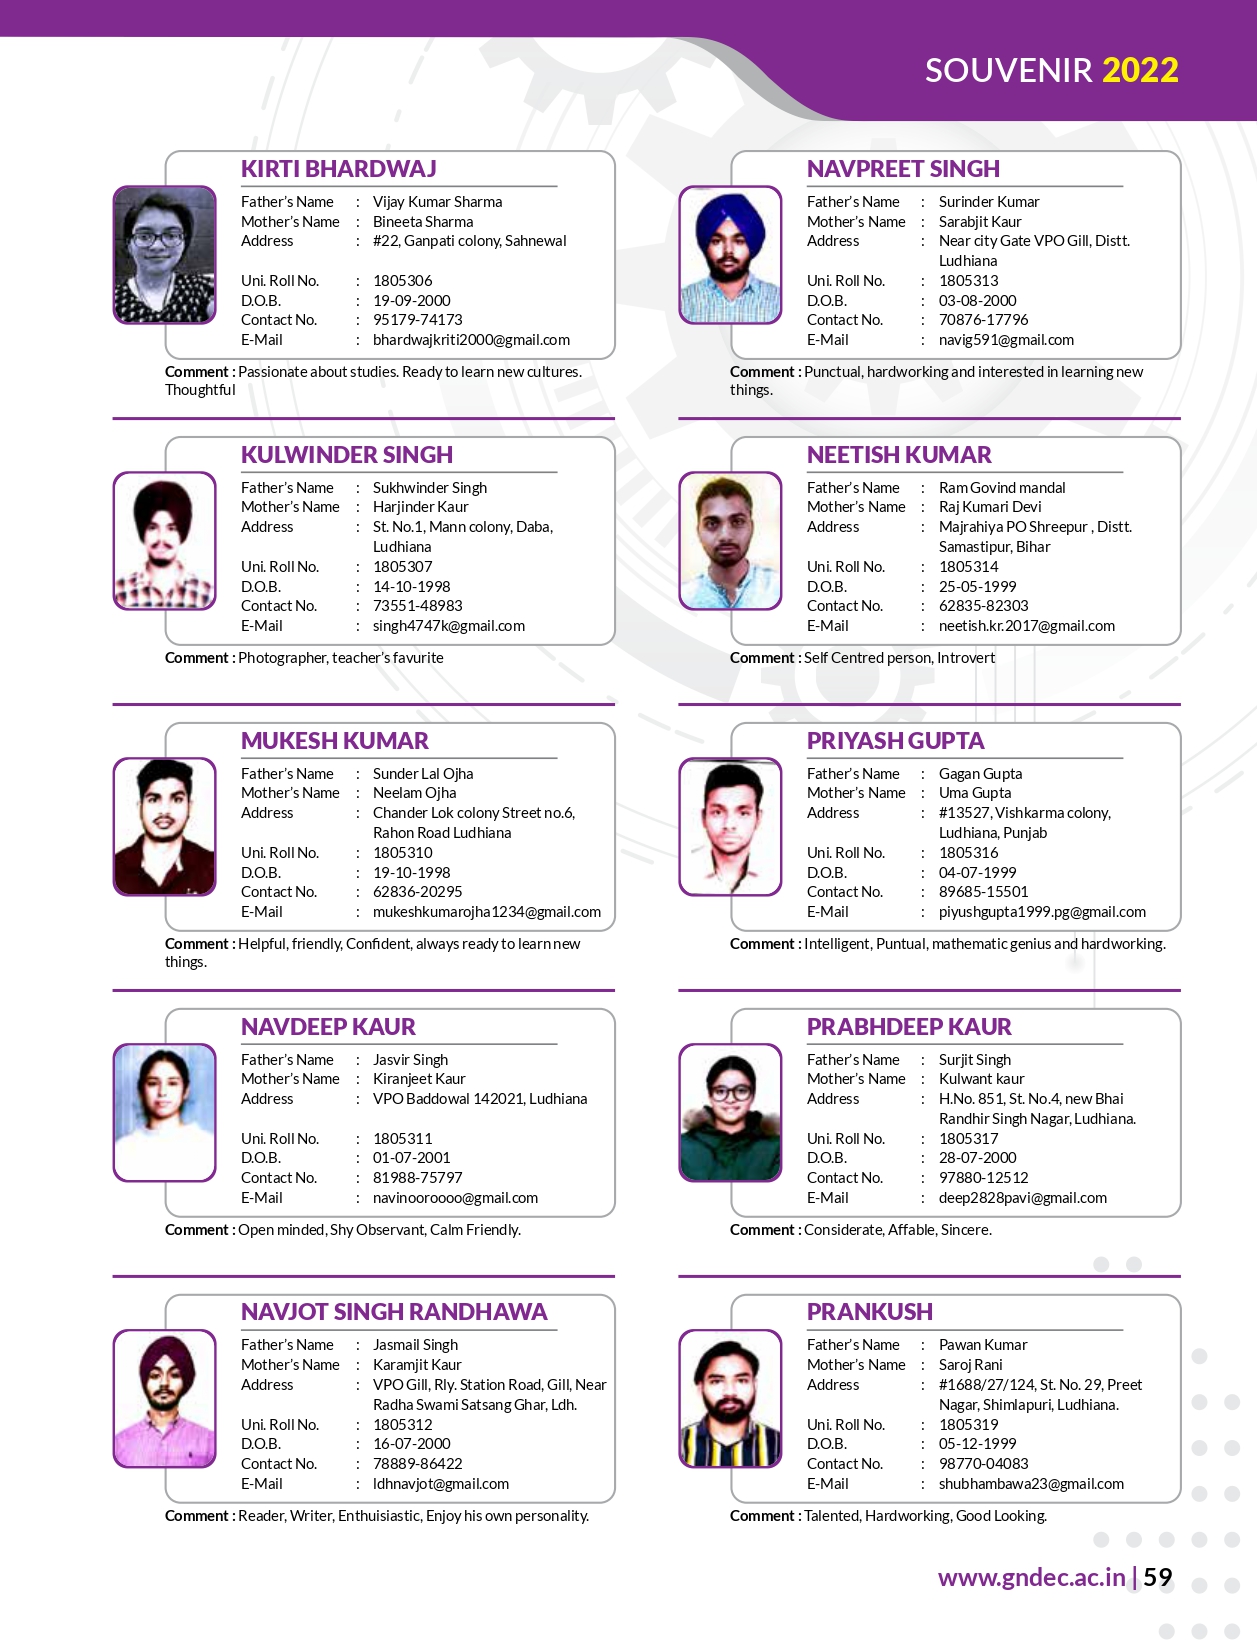 SOUVENIR 2022
KIRTI BHARDWAJ
Father's Name : Vijay Kumar Sharma
Mother's Name : Bineeta Sharma
Address : #22, Ganpati colony, Sahnewal
Uni. Roll No. : 1805306
D.O.B. : 19-09-2000
Contact No. : 95179-74173
E-Mail : bhardwajkriti2000@gmail.com
Comment : Passionate about studies. Ready to learn new cultures.
Thoughtful
KULWINDER SINGH
Father's Name : Sukhwinder Singh
Mother's Name : Harjinder Kaur
Address : St. No.1, Mann colony, Daba,
Ludhiana
Uni. Roll No. : 1805307
D.O.B. : 14-10-1998
Contact No. : 73551-48983
E-Mail : singh4747k@gmail.com
Comment : Photographer, teacher's favurite
MUKESH KUMAR
Father's Name : Sunder Lal Ojha
Mother's Name : Neelam Ojha
Address : Chander Lok colony Street no.6,
Rahon Road Ludhiana
Uni. Roll No. : 1805310
D.O.B. : 19-10-1998
Contact No. : 62836-20295
E-Mail : mukeshkumarojha1234@gmail.com
Comment : Helpful, friendly, Confident, always ready to learn new
things.
NAVDEEP KAUR
Father's Name : Jasvir Singh
Mother's Name : Kiranjeet Kaur
Address : VPO Baddowal 142021, Ludhiana
Uni. Roll No. : 1805311
D.O.B. : 01-07-2001
Contact No. : 81988-75797
E-Mail : navinooroooo@gmail.com
Comment : Open minded, Shy Observant, Calm Friendly.
NAVJOT SINGH RANDHAWA
Father's Name : Jasmail Singh
Mother's Name : Karamjit Kaur
Address : VPO Gill, Rly. Station Road, Gill, Near
Radha Swami Satsang Ghar, Ldh.
Uni. Roll No. : 1805312
D.O.B. : 16-07-2000
Contact No. : 78889-86422
E-Mail : ldhnavjot@gmail.com
Comment : Reader, Writer, Enthuisiastic, Enjoy his own personality.
NAVPREET SINGH
Father's Name : Surinder Kumar
Mother's Name : Sarabjit Kaur
Address : Near city Gate VPO Gill, Distt.
Ludhiana
Uni. Roll No. : 1805313
D.O.B. : 03-08-2000
Contact No. : 70876-17796
E-Mail : navig591@gmail.com
Comment : Punctual, hardworking and interested in learning new
things.
NEETISH KUMAR
Father's Name : Ram Govind mandal
Mother's Name : Raj Kumari Devi
Address : Majrahiya PO Shreepur , Distt.
Samastipur, Bihar
Uni. Roll No. : 1805314
D.O.B. : 25-05-1999
Contact No. : 62835-82303
E-Mail : neetish.kr.2017@gmail.com
Comment : Self Centred person, Introvert
PRIYASH GUPTA
Father's Name : Gagan Gupta
Mother's Name : Uma Gupta
Address : #13527, Vishkarma colony,
Ludhiana, Punjab
Uni. Roll No. : 1805316
D.O.B. : 04-07-1999
Contact No. : 89685-15501
E-Mail : piyushgupta1999.pg@gmail.com
Comment : Intelligent, Puntual, mathematic genius and hardworking.
PRABHDEEP KAUR
Father's Name : Surjit Singh
Mother's Name : Kulwant kaur
Address : H.No. 851, St. No.4, new Bhai
Randhir Singh Nagar, Ludhiana.
Uni. Roll No. : 1805317
D.O.B. : 28-07-2000
Contact No. : 97880-12512
E-Mail : deep2828pavi@gmail.com
Comment : Considerate, Affable, Sincere.
PRANKUSH
Father's Name : Pawan Kumar
Mother's Name : Saroj Rani
Address : #1688/27/124, St. No. 29, Preet
Nagar, Shimlapuri, Ludhiana.
Uni. Roll No. : 1805319
D.O.B. : 05-12-1999
Contact No. : 98770-04083
E-Mail : shubhambawa23@gmail.com
Comment : Talented, Hardworking, Good Looking.
www.gndec.ac.in | 59